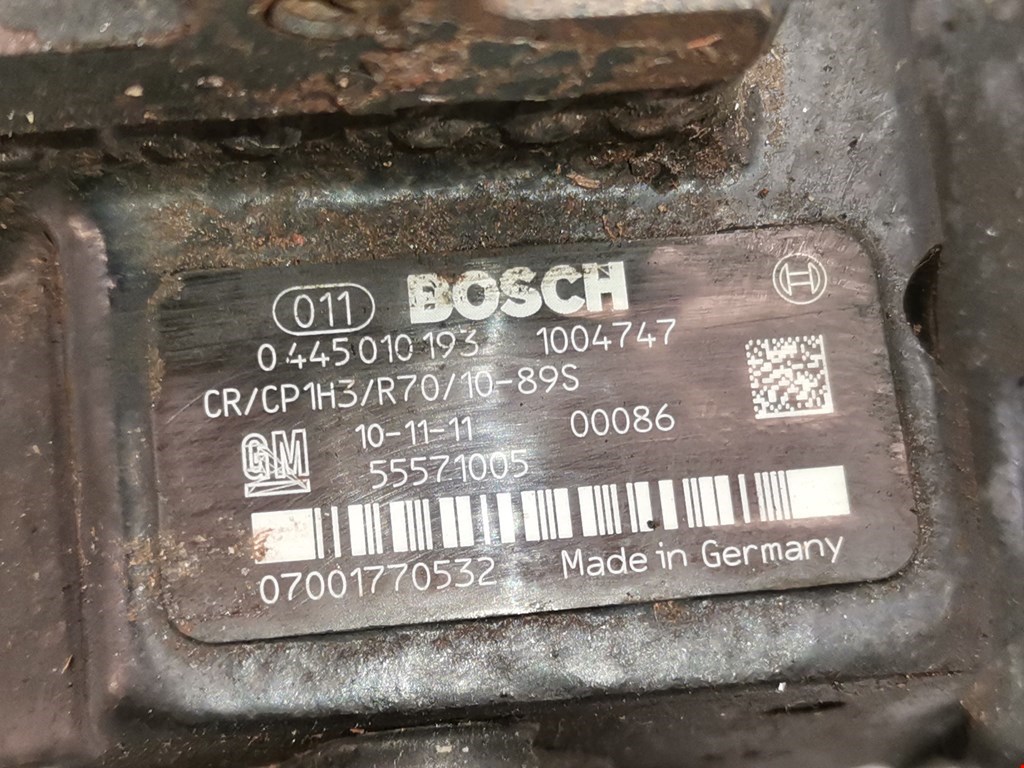 011 BOSCH
0 445 010 193 1004747
CR/CP1H3/R70/10-89S
GM 10-11-11 00086
55571005
07001770532 Made in Germany